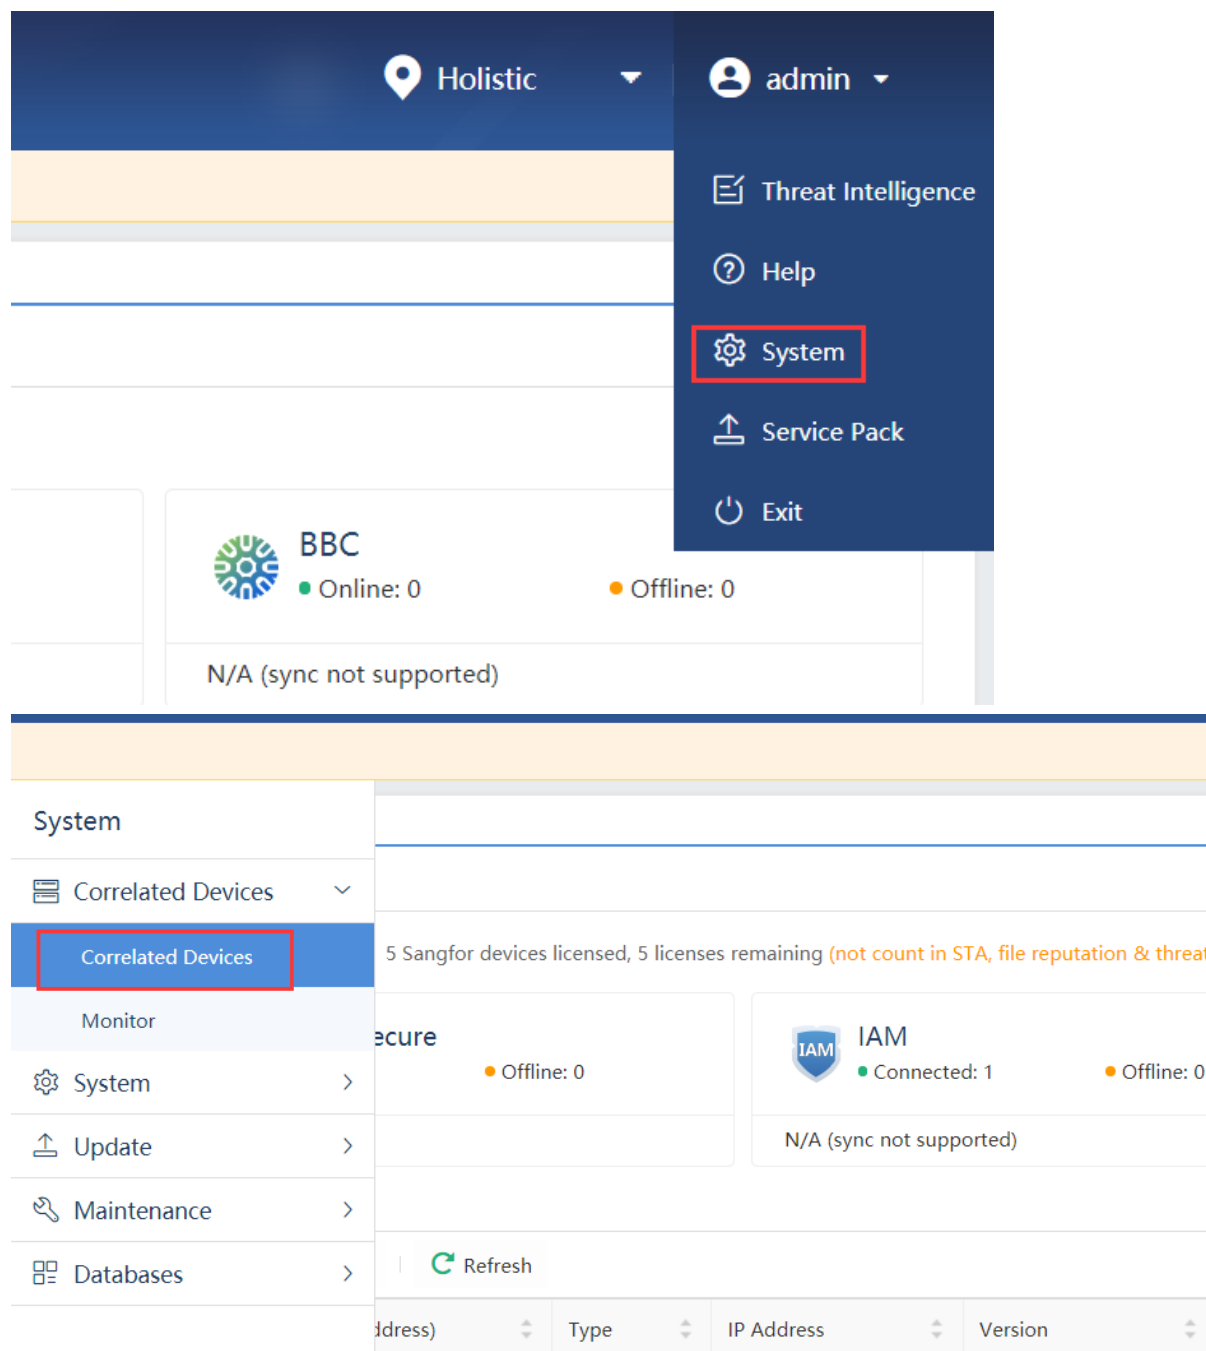 Holistic
admin
Threat Intelligence
Help
System
Service Pack
Exit
BBC
Online: 0
Offline: 0
N/A (sync not supported)
System
Correlated Devices
Correlated Devices
Monitor
System
Update
Maintenance
Databases
5 Sangfor devices licensed, 5 licenses remaining (not count in STA, file reputation & threat
ecure
Offline: 0
IAM
IAM
Connected: 1
Offline: 0
N/A (sync not supported)
Refresh
ddress)
Type
IP Address
Version